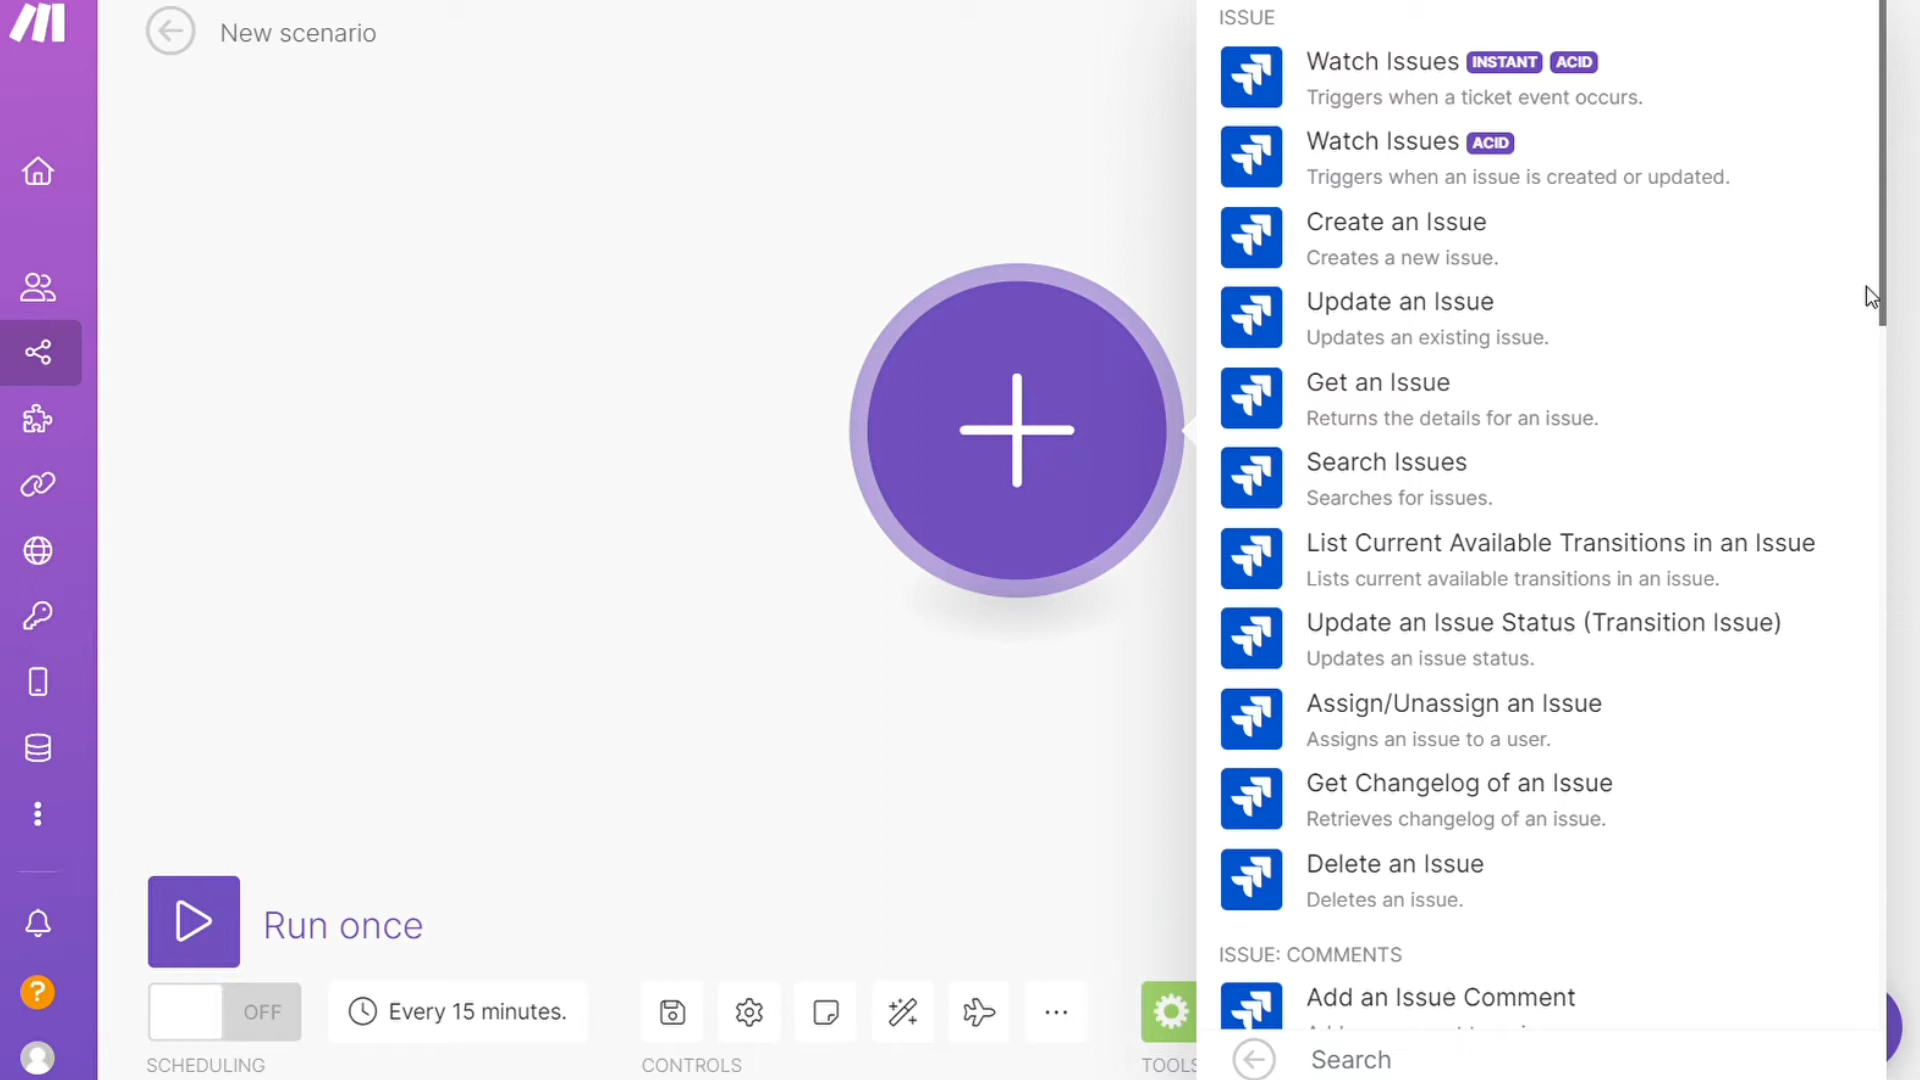 New scenario
ISSUE
Watch Issues INSTANT ACID
Triggers when a ticket event occurs.
Watch Issues ACID
Triggers when an issue is created or updated.
Create an Issue
Creates a new issue.
Update an Issue
Updates an existing issue.
Get an Issue
Returns the details for an issue.
Search Issues
Searches for issues.
List Current Available Transitions in an Issue
Lists current available transitions in an issue.
Update an Issue Status (Transition Issue)
Updates an issue status.
Assign/Unassign an Issue
Assigns an issue to a user.
Get Changelog of an Issue
Retrieves changelog of an issue.
Delete an Issue
Deletes an issue.
ISSUE: COMMENTS
Add an Issue Comment
Search
Run once
OFF
Every 15 minutes.
SCHEDULING
CONTROLS
TOOLS
?